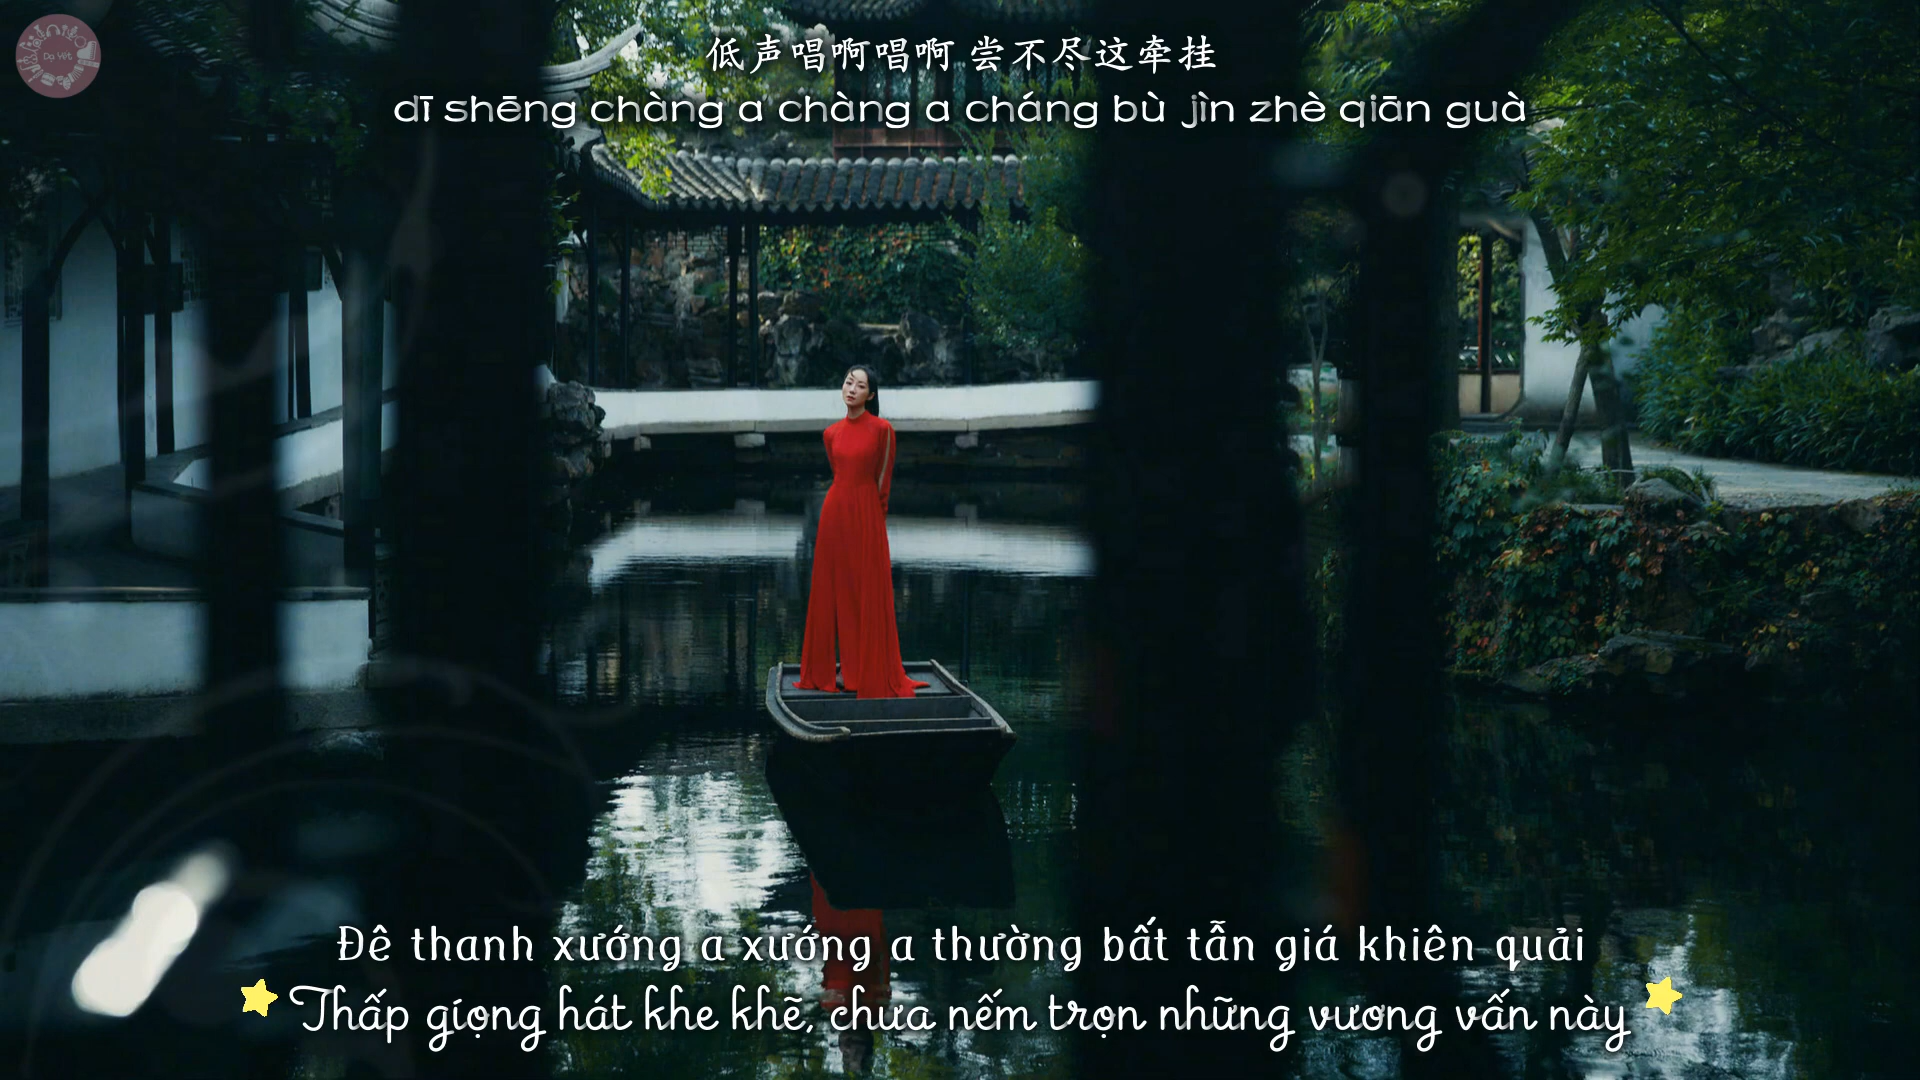 Dạ Yết
低声唱啊唱啊 尝不尽这牵挂
dī shēng chàng a chàng a cháng bù jìn zhè qiān guà
Đê thanh xướng a xướng a thường bất tẫn giá khiên quải
Thấp giọng hát khe khẽ, chưa nếm trọn những vương vấn này